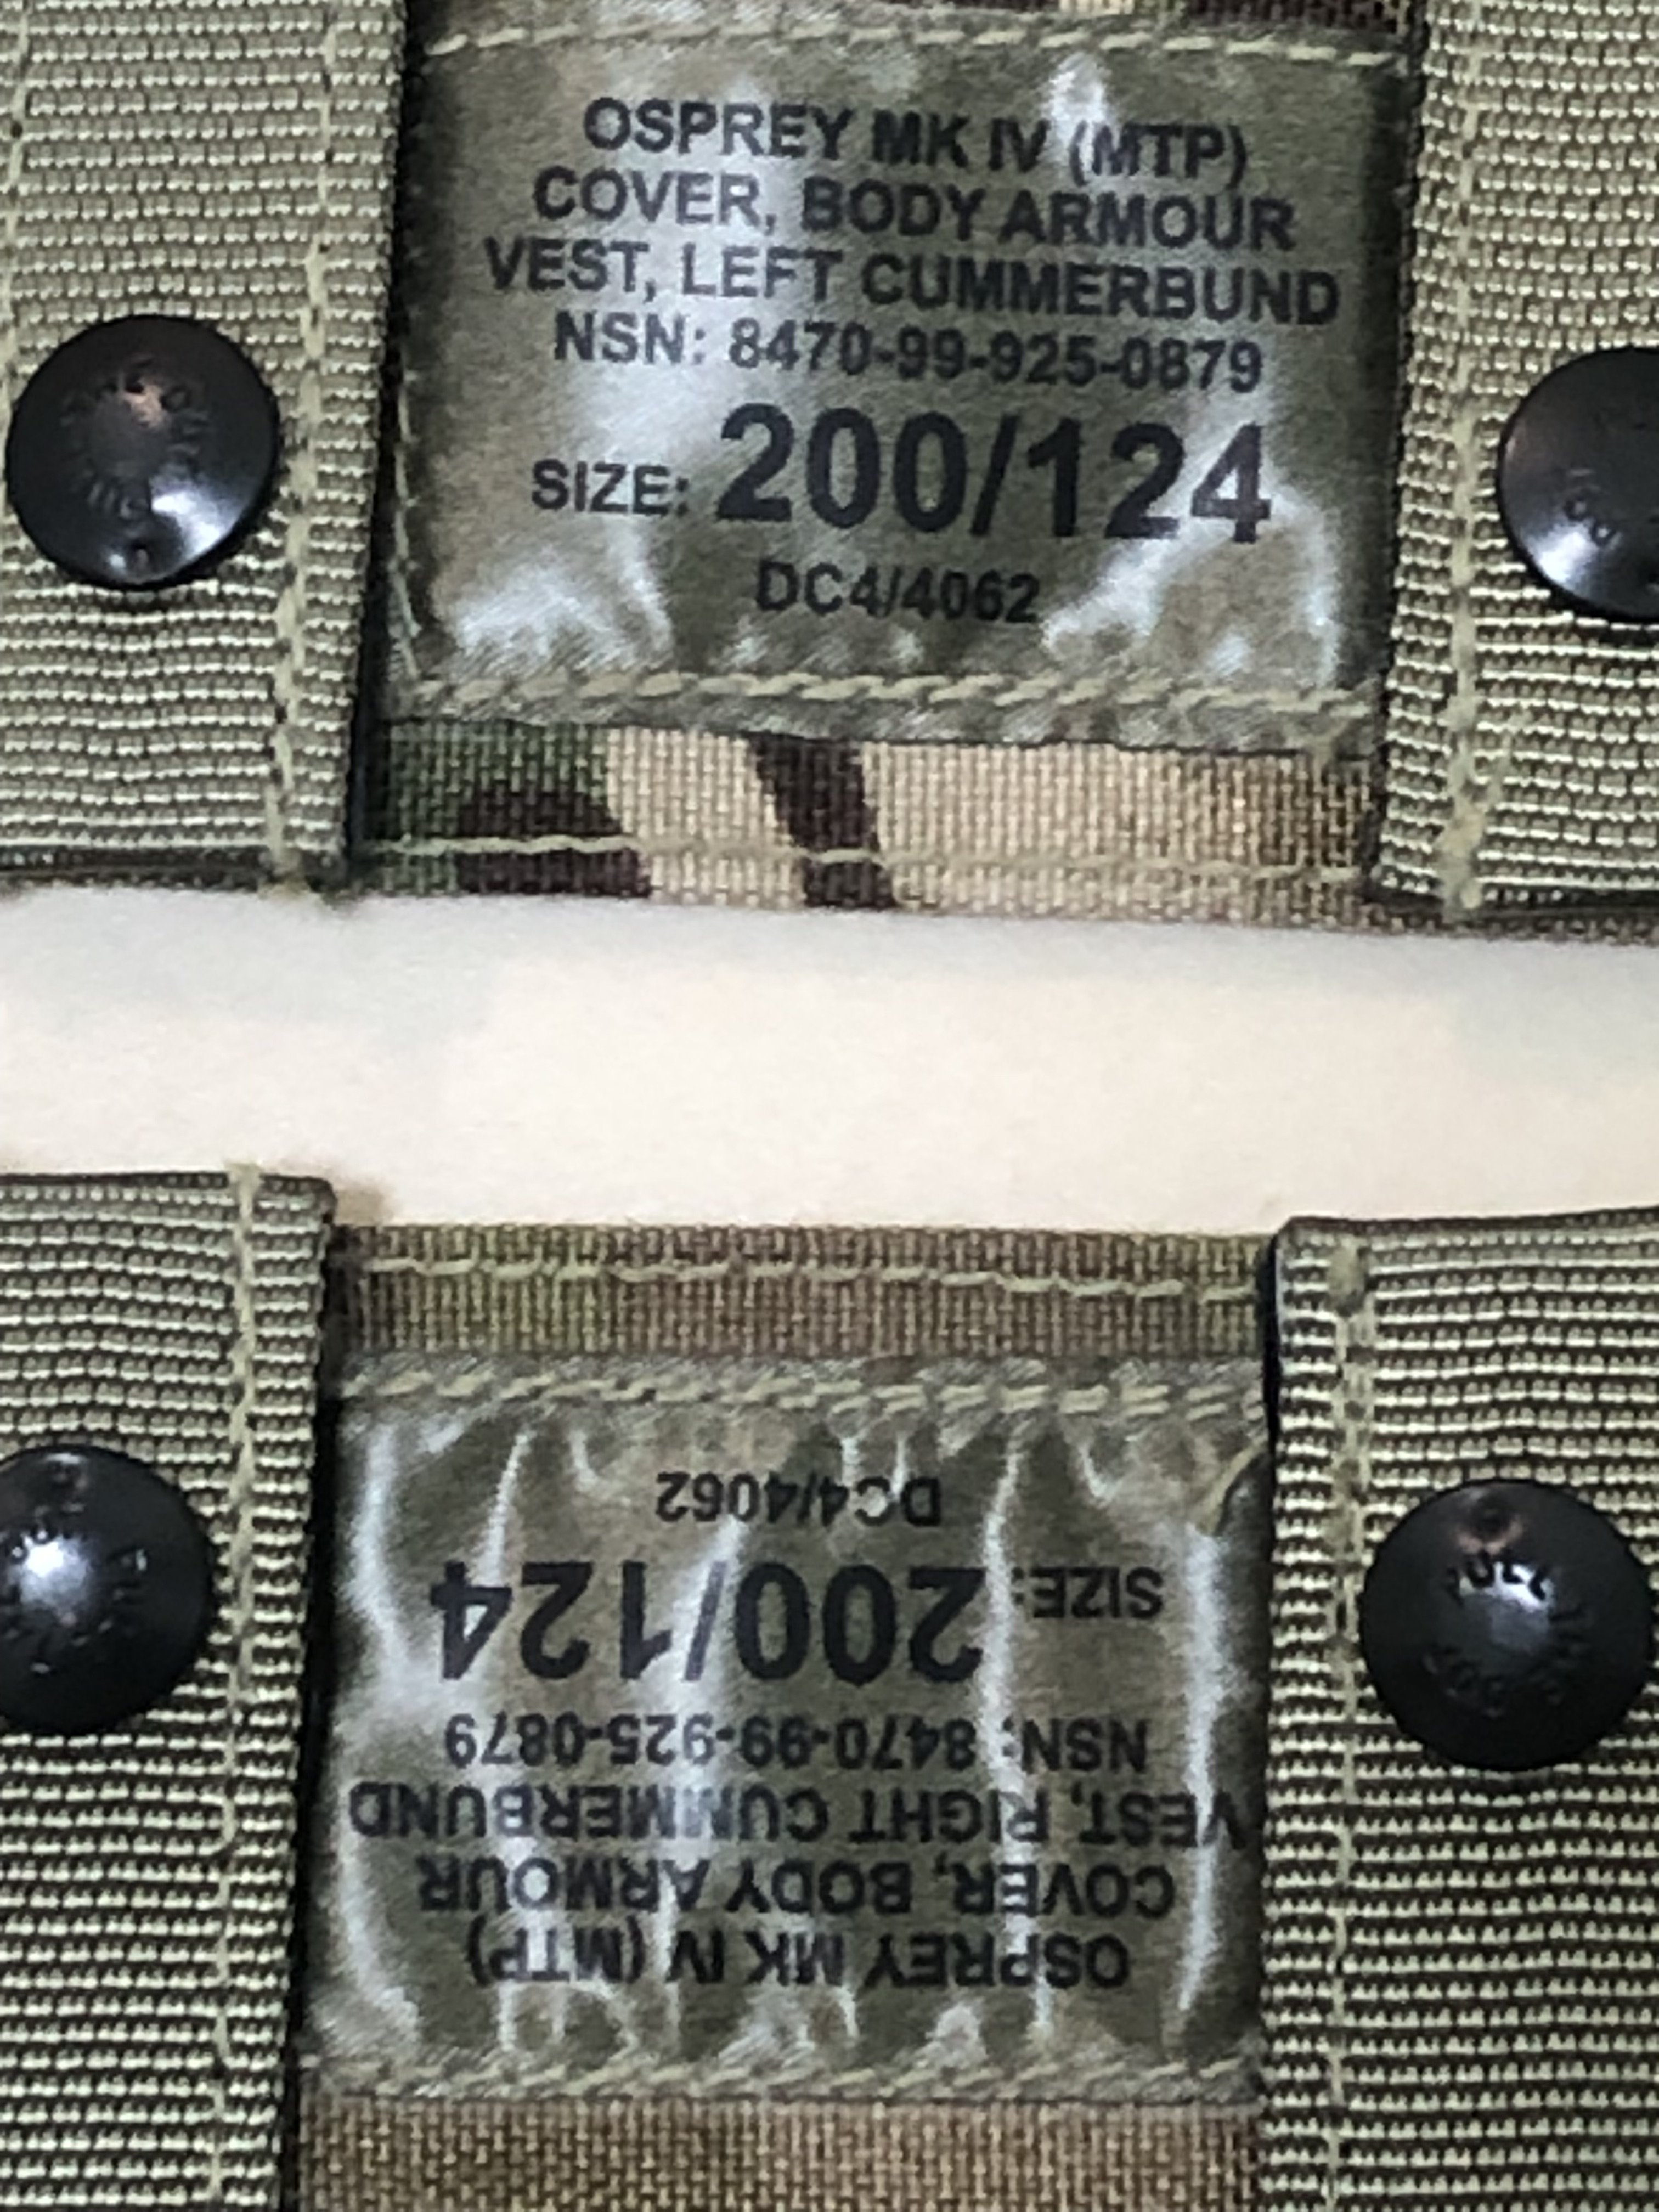 OSPREY MK IV (MTP)
COVER, BODY ARMOUR
VEST, LEFT CUMMERBUND
NSN: 8470-99-925-0879
SIZE: 200/124
DC4/4062
OSPREY MK IV (MTP)
COVER, BODY ARMOUR
VEST, RIGHT CUMMERBUND
NSN: 8470-99-925-0879
SIZE: 200/124
DC4/4062